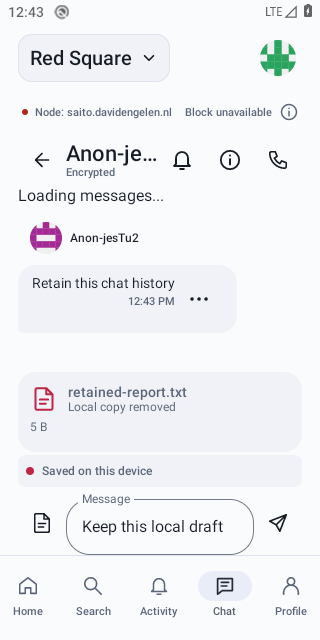 12:43
LTE
Red Square
Node: saito.davidengelen.nl
Block unavailable
Anon-je...
Encrypted
Loading messages...
Anon-jesTu2
Retain this chat history
12:43 PM
retained-report.txt
Local copy removed
5 B
Saved on this device
Message
Keep this local draft
Home
Search
Activity
Chat
Profile